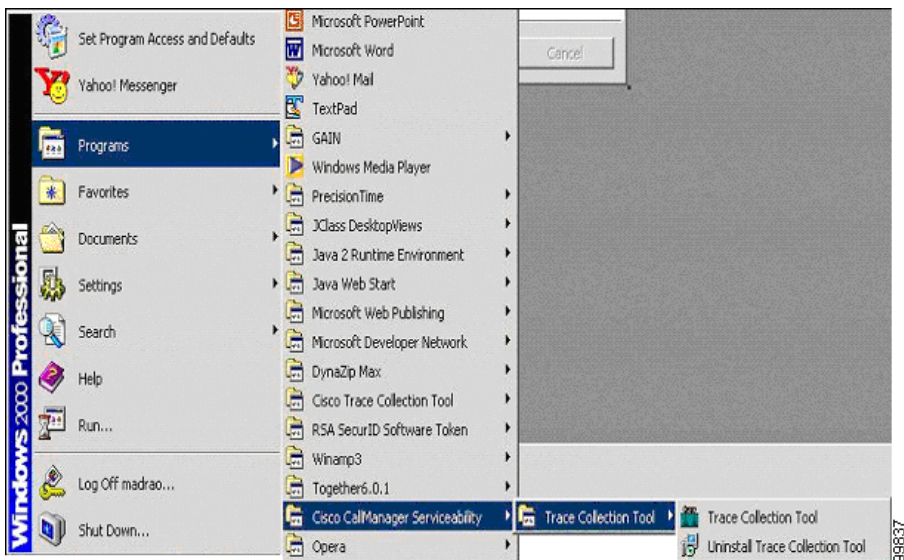 Windows 2000 Professional
Set Program Access and Defaults
Yahoo! Messenger
Programs
Favorites
Documents
Settings
Search
Help
Run...
Log Off madrao...
Shut Down...
Microsoft PowerPoint
Microsoft Word
Yahoo! Mail
TextPad
GAIN
Windows Media Player
PrecisionTime
JClass DesktopViews
Java 2 Runtime Environment
Java Web Start
Microsoft Web Publishing
Microsoft Developer Network
DynaZip Max
Cisco Trace Collection Tool
RSA SecurID Software Token
Winamp3
Together6.0.1
Cisco CallManager Serviceability
Opera
Cancel
Trace Collection Tool
Trace Collection Tool
Uninstall Trace Collection Tool
99837